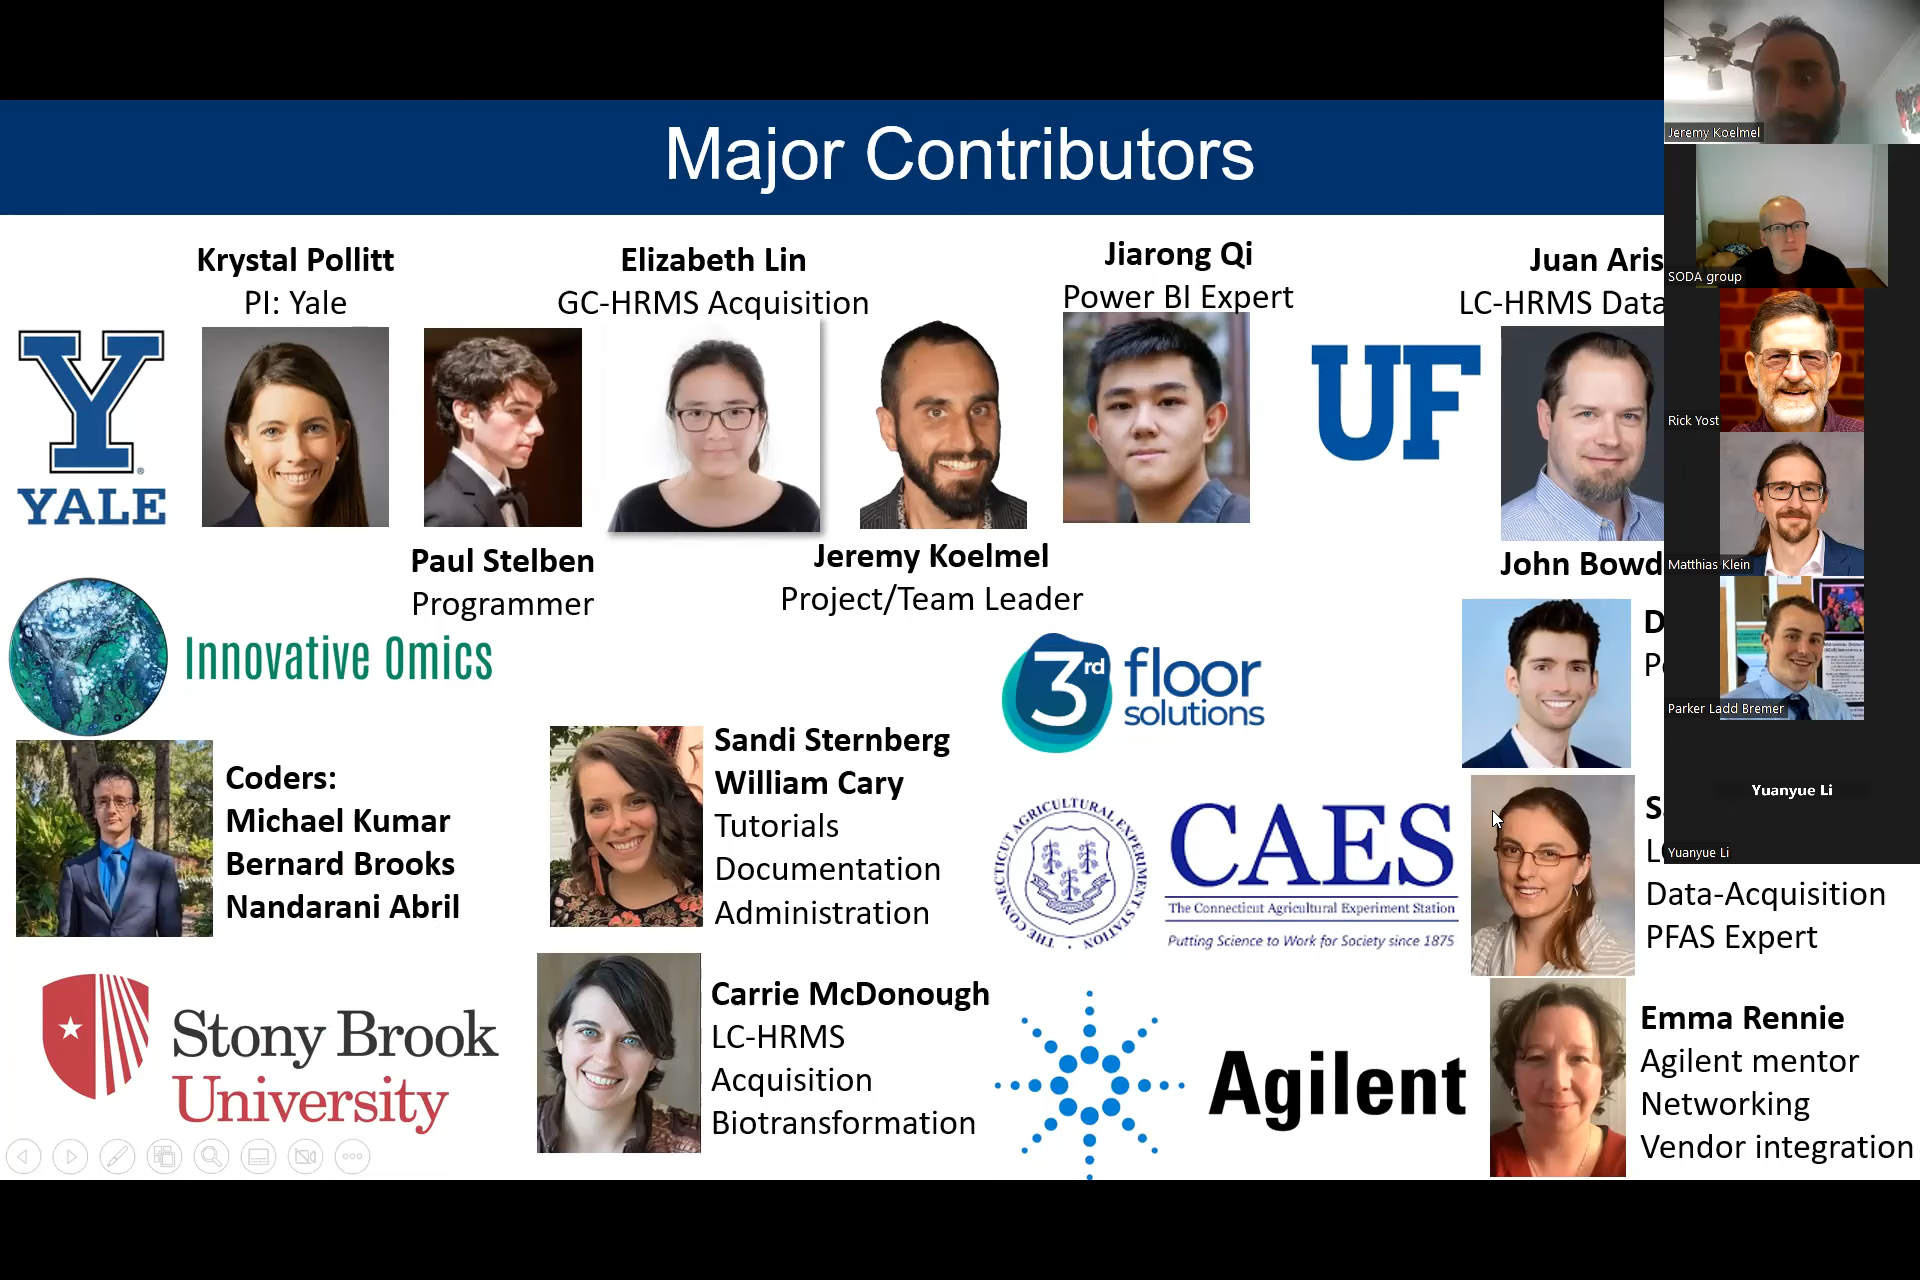 Major Contributors
Krystal Pollitt
PI: Yale
Elizabeth Lin
GC-HRMS Acquisition
Jiarong Qi
Power BI Expert
Juan Aris
LC-HRMS Data
Y
YALE
UF
Paul Stelben
Programmer
Jeremy Koelmel
Project/Team Leader
John Bowd
Innovative Omics
3rd floor
solutions
D
P
Coders:
Michael Kumar
Bernard Brooks
Nandarani Abril
Sandi Sternberg
William Cary
Tutorials
Documentation
Administration
THE CONNECTICUT AGRICULTURAL EXPERIMENT STATION
CAES
The Connecticut Agricultural Experiment Station
Putting Science to Work for Society since 1875
S
L
Data-Acquisition
PFAS Expert
Stony Brook
University
Carrie McDonough
LC-HRMS
Acquisition
Biotransformation
Agilent
Emma Rennie
Agilent mentor
Networking
Vendor integration
Jeremy Koelmel
SODA group
Rick Yost
Matthias Klein
Parker Ladd Bremer
Yuanyue Li
Yuanyue Li